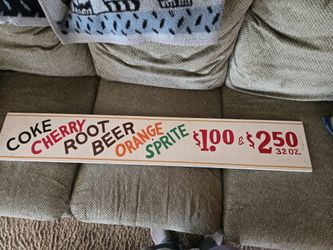 COKE
CHERRY
ROOT
BEER
ORANGE
SPRITE
$1.00 & $2.50
32 OZ.